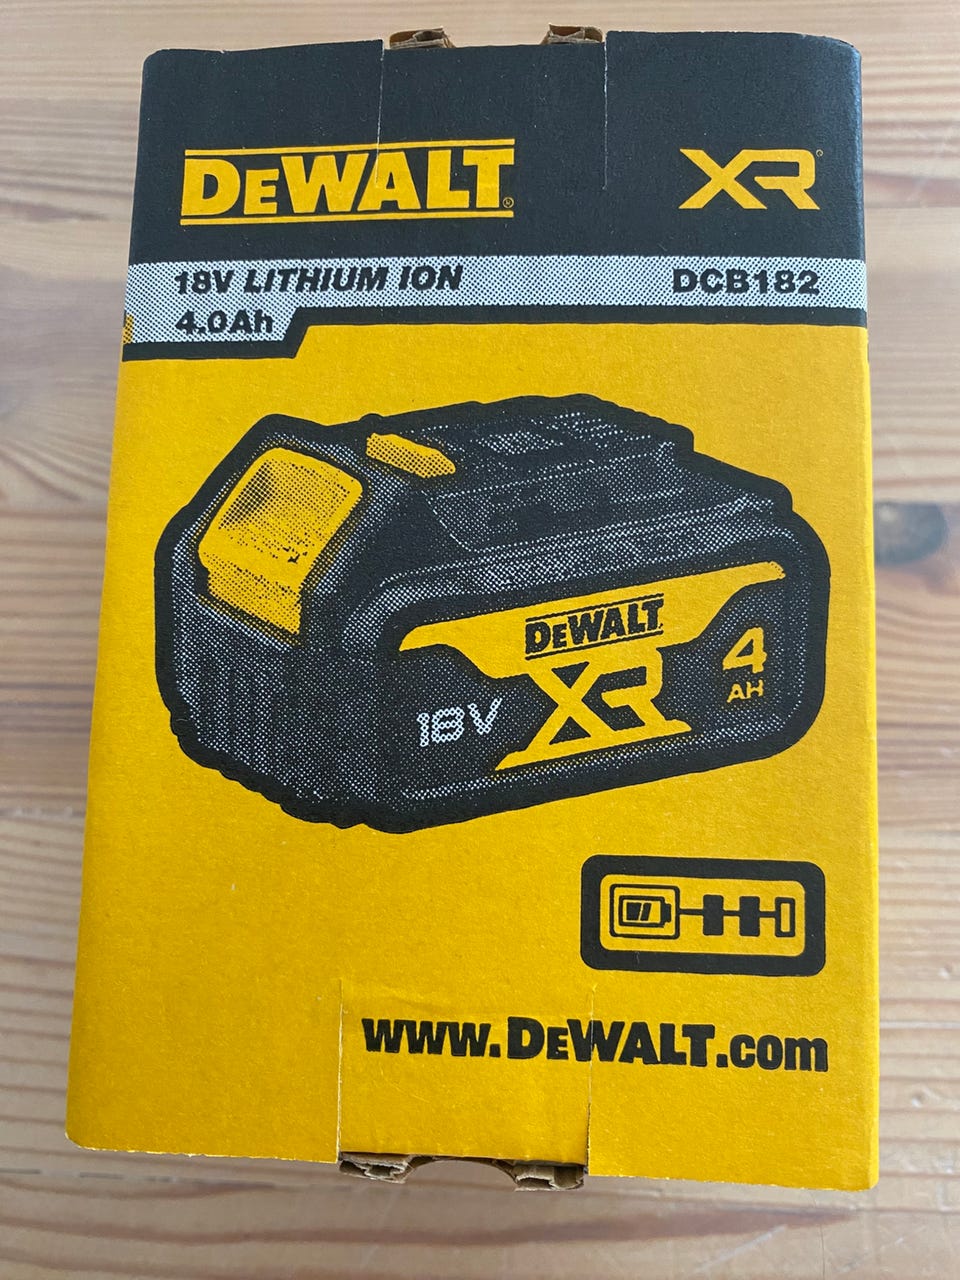 DEWALT® XR®
18V LITHIUM ION DCB182
4.0Ah
DEWALT
XR
18V
4
AH
www.DEWALT.com